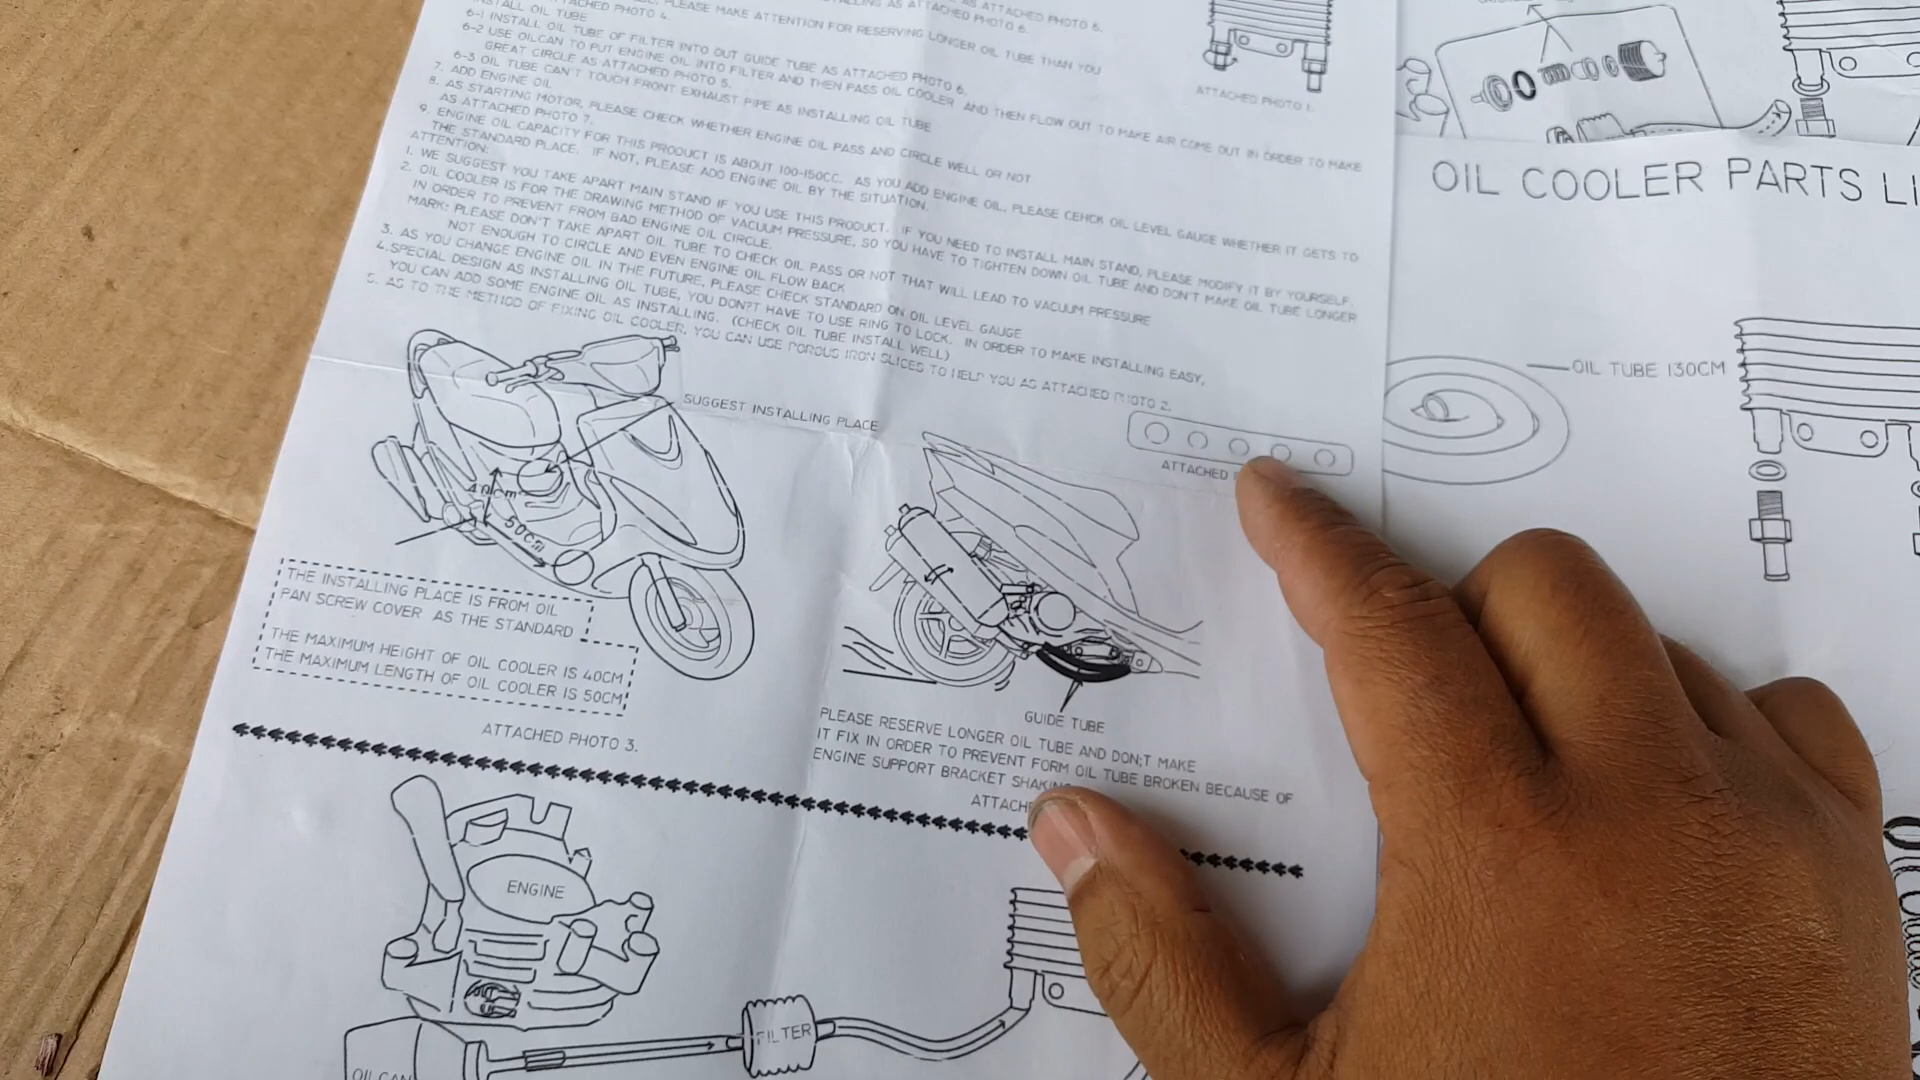 AS ATTACHED PHOTO 6.
PLEASE MAKE ATTENTION FOR RESERVING LONGER OIL TUBE THAN YOU
ATTACHED PHOTO 4.
INSTALL OIL TUBE
6-1 INSTALL OIL TUBE OF FILTER INTO OUT GUIDE TUBE AS ATTACHED PHOTO 6.
6-2 USE OILCAN TO PUT ENGINE OIL INTO FILTER AND THEN PASS OIL COOLER AND THEN FLOW OUT TO MAKE AIR COME OUT IN ORDER TO MAKE
GREAT CIRCLE AS ATTACHED PHOTO 5.
6-3 OIL TUBE CAN'T TOUCH FRONT EXHAUST PIPE AS INSTALLING OIL TUBE
7. ADD ENGINE OIL
8. AS STARTING MOTOR, PLEASE CHECK WHETHER ENGINE OIL PASS AND CIRCLE WELL OR NOT
AS ATTACHED PHOTO 7.
9. ENGINE OIL CAPACITY FOR THIS PRODUCT IS ABOUT 100-150CC. AS YOU ADD ENGINE OIL, PLEASE CEHCK OIL LEVEL GAUGE WHETHER IT GETS TO
THE STANDARD PLACE. IF NOT, PLEASE ADD ENGINE OIL BY THE SITUATION.
ATTENTION:
1. WE SUGGEST YOU TAKE APART MAIN STAND IF YOU USE THIS PRODUCT. IF YOU NEED TO INSTALL MAIN STAND, PLEASE MODIFY IT BY YOURSELF.
2. OIL COOLER IS FOR THE DRAWING METHOD OF VACUUM PRESSURE, SO YOU HAVE TO TIGHTEN DOWN OIL TUBE AND DON'T MAKE OIL TUBE LONGER
IN ORDER TO PREVENT FROM BAD ENGINE OIL CIRCLE.
MARK: PLEASE DON'T TAKE APART OIL TUBE TO CHECK OIL PASS OR NOT THAT WILL LEAD TO VACUUM PRESSURE
NOT ENOUGH TO CIRCLE AND EVEN ENGINE OIL FLOW BACK
3. AS YOU CHANGE ENGINE OIL IN THE FUTURE, PLEASE CHECK STANDARD ON OIL LEVEL GAUGE
4. SPECIAL DESIGN AS INSTALLING OIL TUBE, YOU DON?T HAVE TO USE RING TO LOCK. IN ORDER TO MAKE INSTALLING EASY,
YOU CAN ADD SOME ENGINE OIL AS INSTALLING. (CHECK OIL TUBE INSTALL WELL)
5. AS TO THE METHOD OF FIXING OIL COOLER, YOU CAN USE POROUS IRON SLICES TO HELP YOU AS ATTACHED PHOTO 2.
ATTACHED PHOTO 1.
SUGGEST INSTALLING PLACE
40cm
50cm
ATTACHED
THE INSTALLING PLACE IS FROM OIL
PAN SCREW COVER AS THE STANDARD
THE MAXIMUM HEIGHT OF OIL COOLER IS 40CM
THE MAXIMUM LENGTH OF OIL COOLER IS 50CM
ATTACHED PHOTO 3.
GUIDE TUBE
PLEASE RESERVE LONGER OIL TUBE AND DON;T MAKE
IT FIX IN ORDER TO PREVENT FORM OIL TUBE BROKEN BECAUSE OF
ENGINE SUPPORT BRACKET SHAKING
ENGINE
FILTER
OILCAN
OIL COOLER PARTS
OIL TUBE 130CM